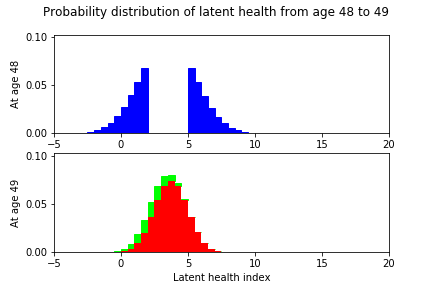 Probability distribution of latent health from age 48 to 49
0.10
0.05
0.00
At age 48
-5 0 5 10 15 20
0.10
0.05
0.00
At age 49
−5 0 5 10 15 20
Latent health index